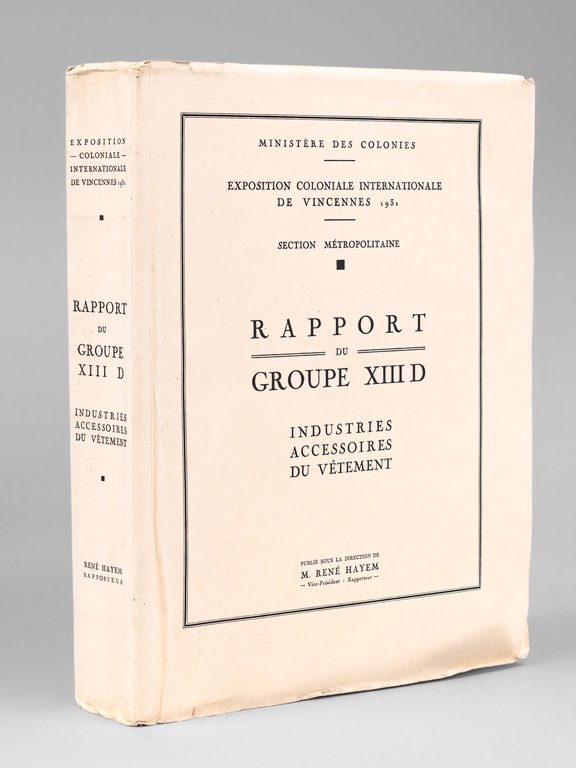 EXPOSITION
— COLONIALE —
INTERNATIONALE
DE VINCENNES 1931
RAPPORT
DU
GROUPE
XIII D
INDUSTRIES
ACCESSOIRES
DU VÊTEMENT
RENÉ HAYEM
RAPPORTEUR
MINISTÈRE DES COLONIES
EXPOSITION COLONIALE INTERNATIONALE
DE VINCENNES 1931
SECTION MÉTROPOLITAINE
RAPPORT
DU
GROUPE XIII D
INDUSTRIES
ACCESSOIRES
DU VÊTEMENT
PUBLIÉ SOUS LA DIRECTION DE
M. RENÉ HAYEM
— Vice-Président - Rapporteur —